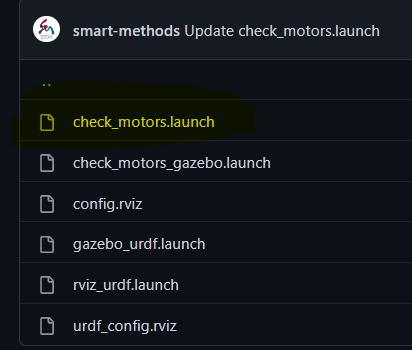 smart-methods Update check_motors.launch
..
check_motors.launch
check_motors_gazebo.launch
config.rviz
gazebo_urdf.launch
rviz_urdf.launch
urdf_config.rviz